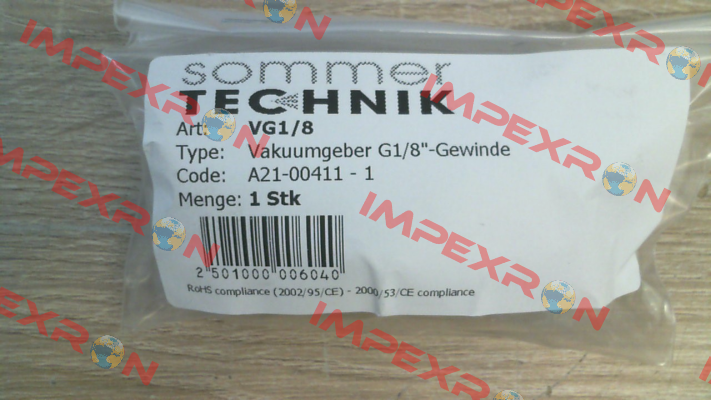 sommer
TECHNIK
Art: VG1/8
Type: Vakuumgeber G1/8"-Gewinde
Code: A21-00411 - 1
Menge: 1 Stk
2 501000 006040
RoHS compliance (2002/95/CE) - 2000/53/CE compliance
IMPEXRON
IMPEXRON
IMPEXRON
IMPEXRON
IMPEXRON
IMPEXRON